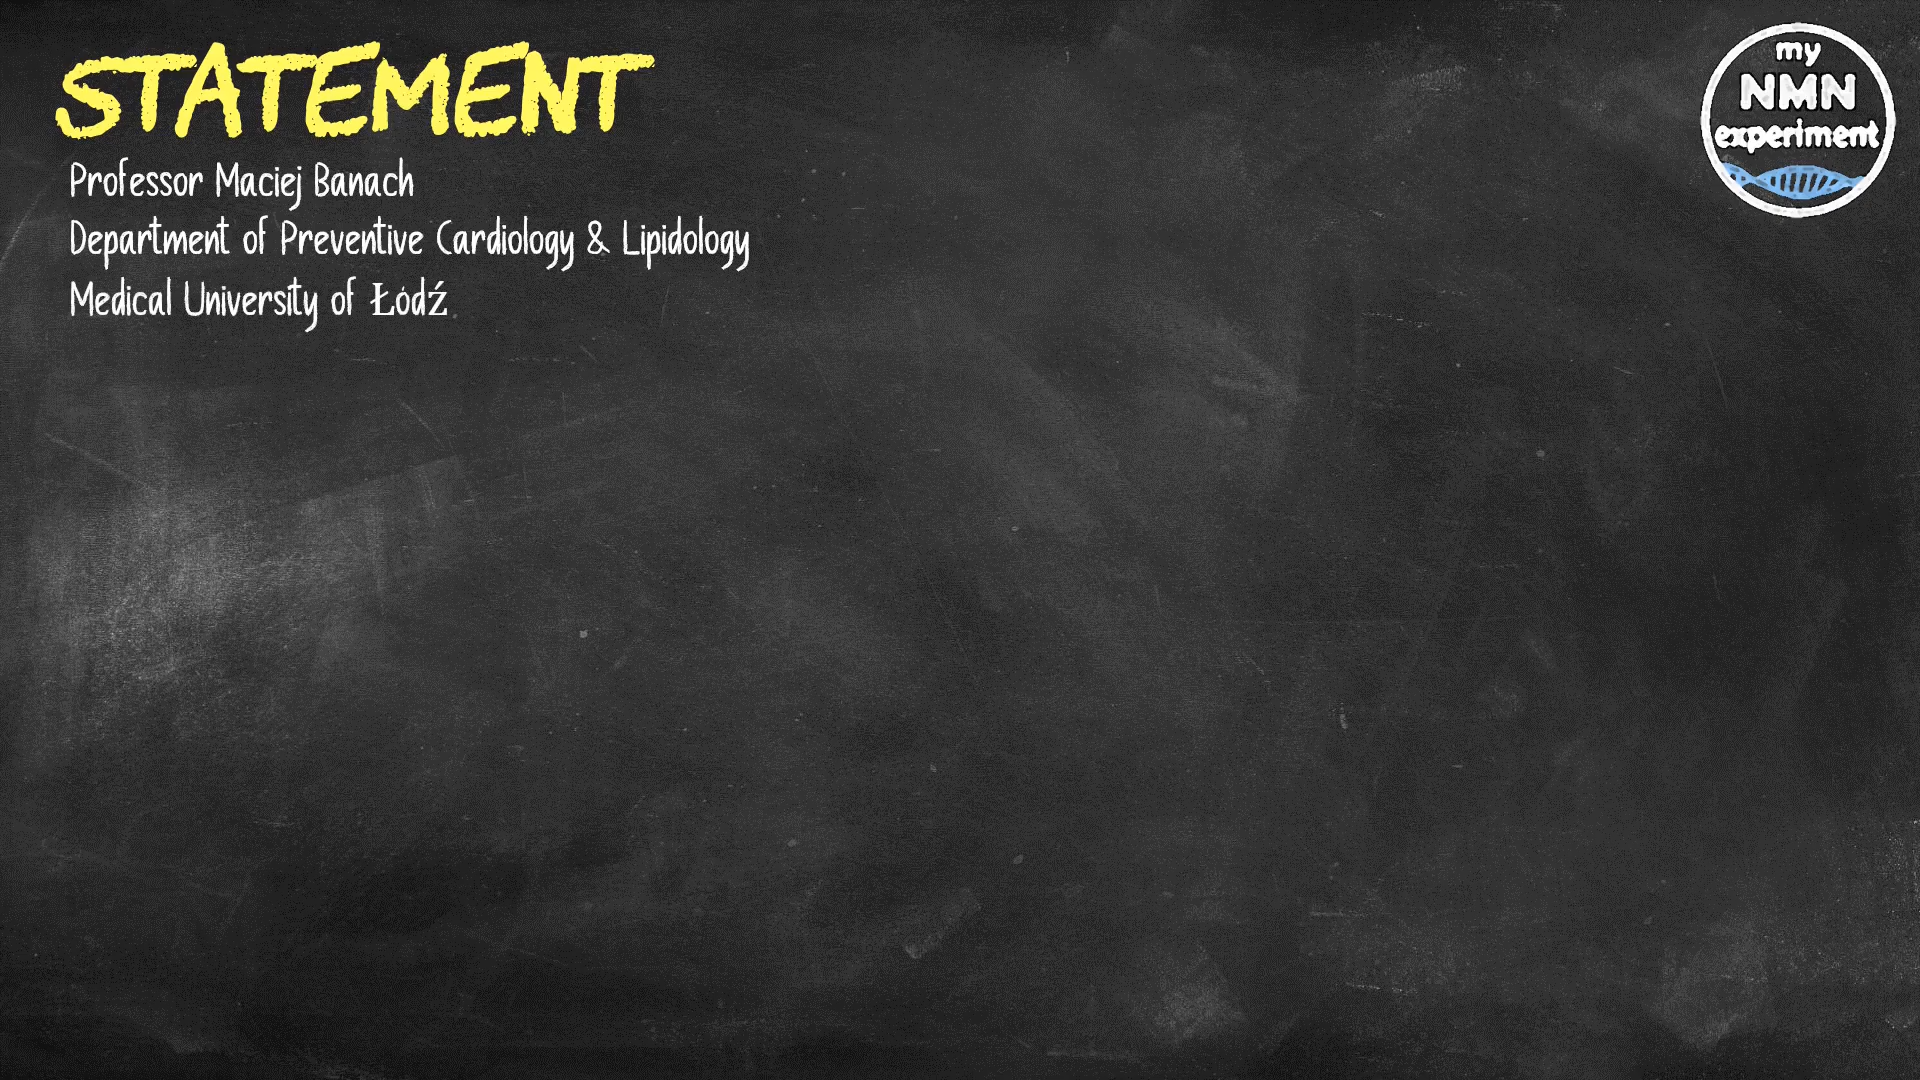 STATEMENT
Professor Maciej Banach
Department of Preventive Cardiology & Lipidology
Medical University of Łódź
my
NMN
experiment